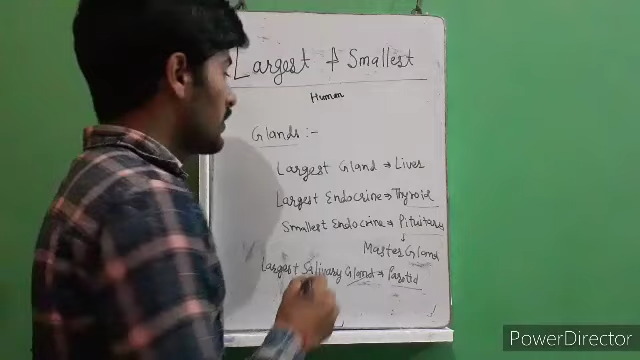 Largest & Smallest
Human
Glands :-
Largest Gland → Liver
Largest Endocrine → Thyroid
Smallest Endocrine → Pituitary
↓
Master Gland
Largest Salivary Gland → Parotid
PowerDirector